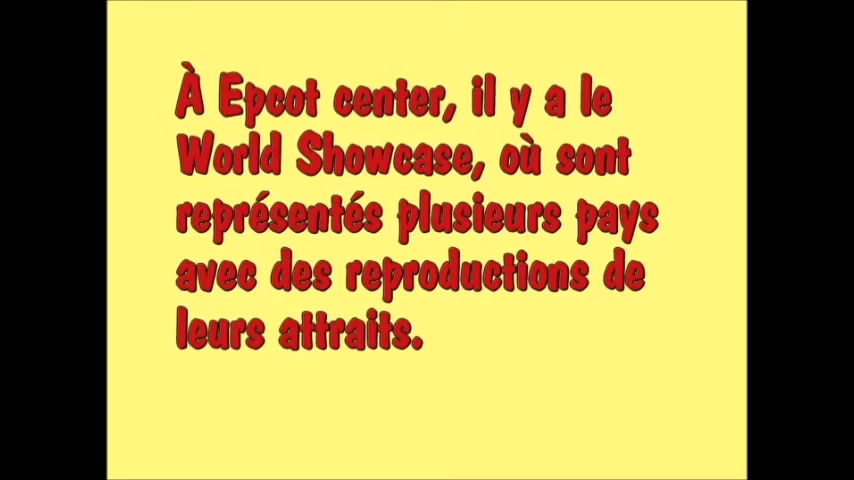 À Epcot center, il y a le
World Showcase, où sont
représentés plusieurs pays
avec des reproductions de
leurs attraits.